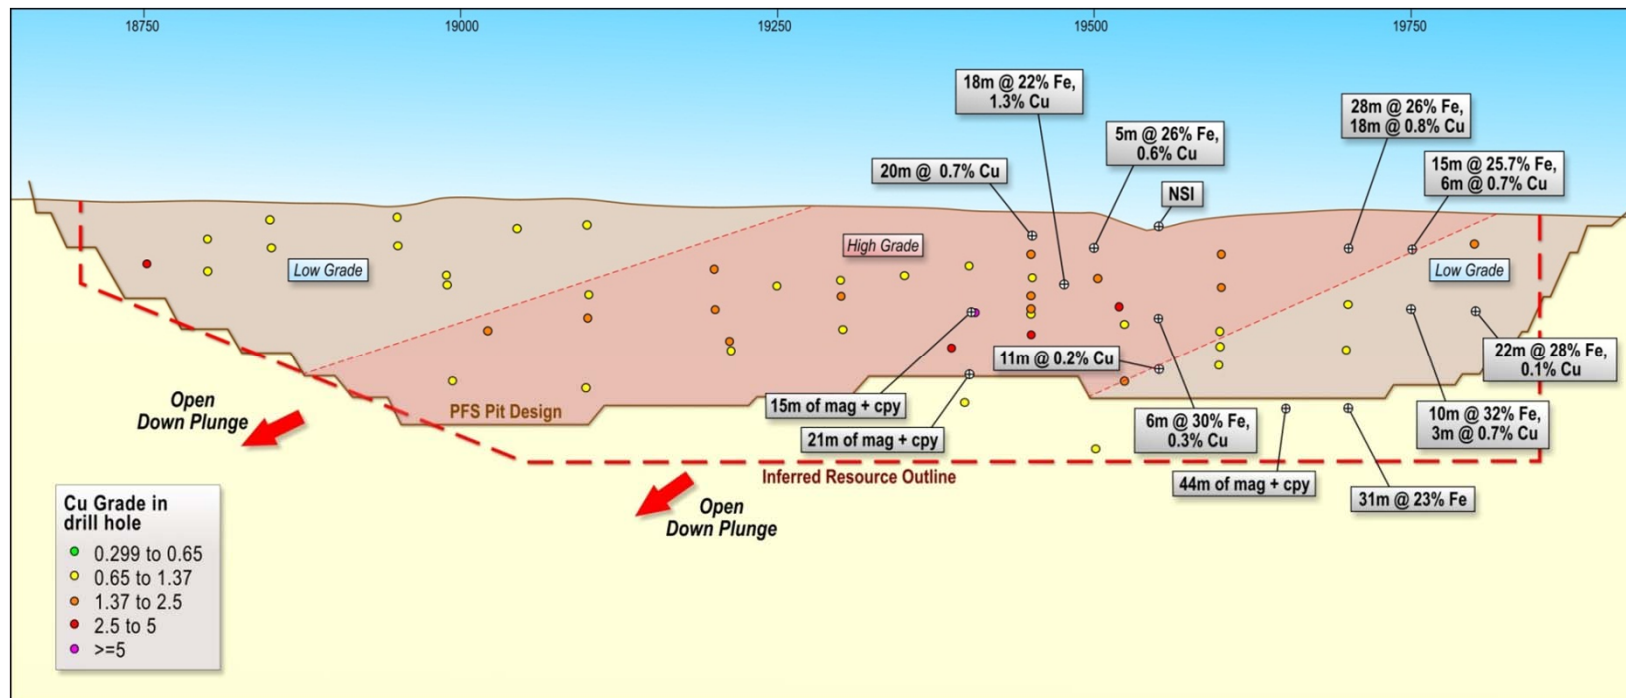 18750
19000
19250
19500
19750
18m @ 22% Fe,
1.3% Cu
28m @ 26% Fe,
18m @ 0.8% Cu
5m @ 26% Fe,
0.6% Cu
20m @  0.7% Cu
15m @ 25.7% Fe,
6m @ 0.7% Cu
NSI
Low Grade
High Grade
Low Grade
11m @ 0.2% Cu
22m @ 28% Fe,
0.1% Cu
Open
Down Plunge
PFS Pit Design
15m of mag + cpy
6m @ 30% Fe,
0.3% Cu
10m @ 32% Fe,
3m @ 0.7% Cu
21m of mag + cpy
Inferred Resource Outline
44m of mag + cpy
31m @ 23% Fe
Open
Down Plunge
Cu Grade in
drill hole
0.299 to 0.65
0.65 to 1.37
1.37 to 2.5
2.5 to 5
>=5